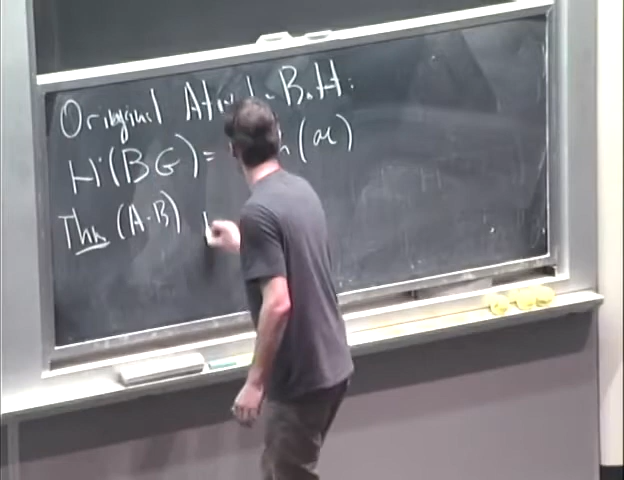 Original Atiyah-Bott:
H*(BG) =
Thm (A-B)